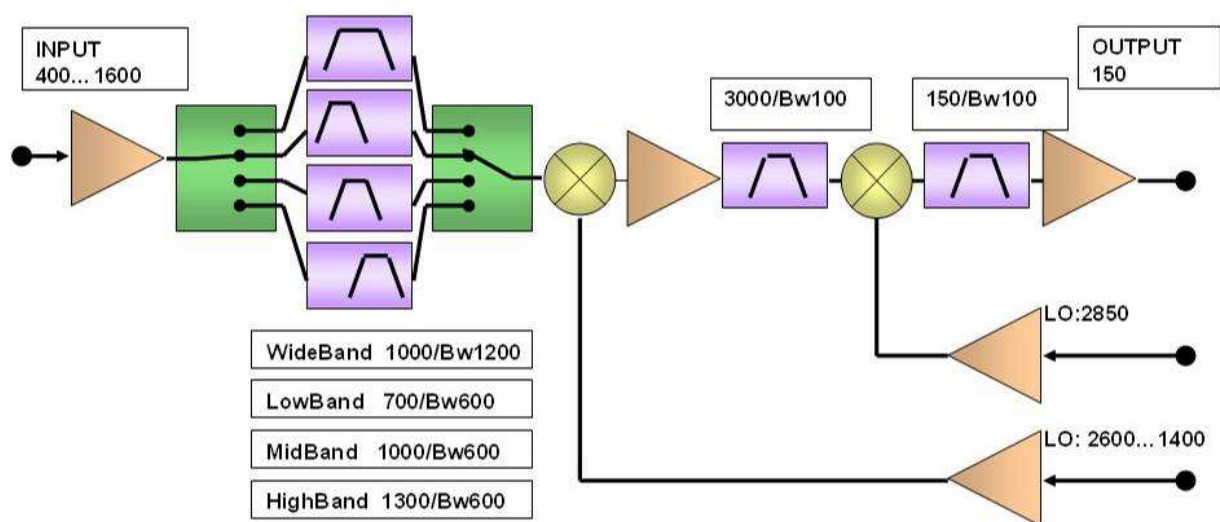 INPUT
400... 1600
OUTPUT
150
3000/Bw100
150/Bw100
LO:2850
WideBand 1000/Bw1200
LowBand 700/Bw600
LO: 2600... 1400
MidBand 1000/Bw600
HighBand 1300/Bw600